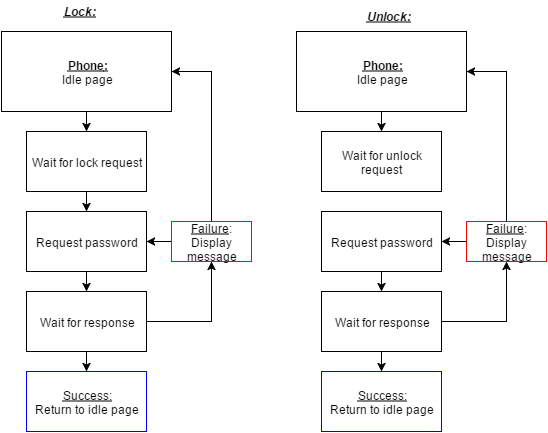 Lock:
Phone:
Idle page
Wait for lock request
Request password
Failure:
Display
message
Wait for response
Success:
Return to idle page
Unlock:
Phone:
Idle page
Wait for unlock
request
Request password
Failure:
Display
message
Wait for response
Success:
Return to idle page